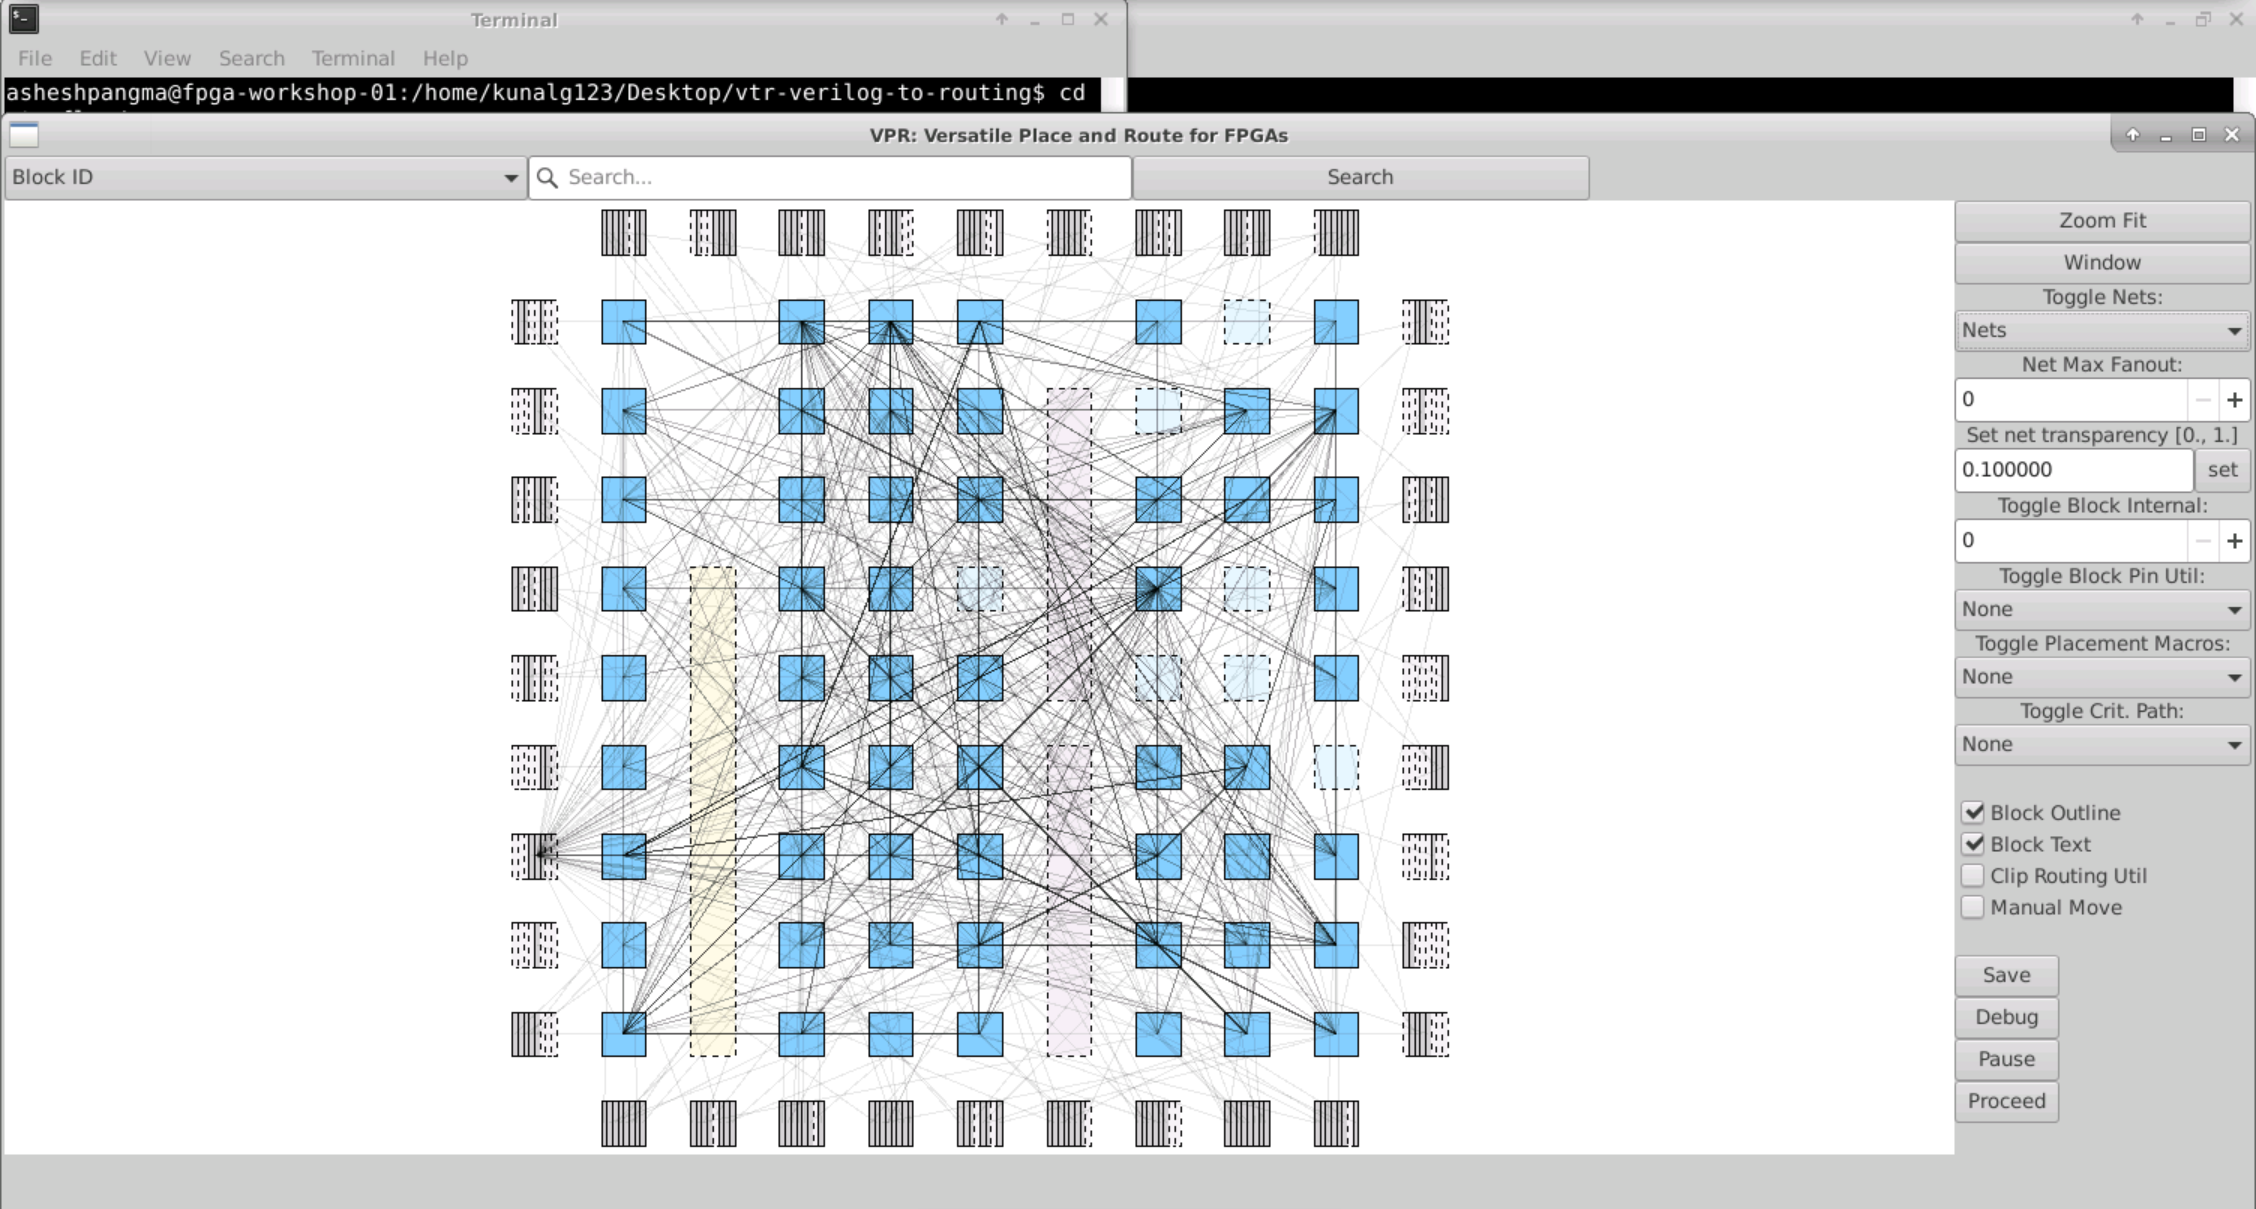 Terminal
File Edit View Search Terminal Help
asheshpangma@fpga-workshop-01:/home/kunalg123/Desktop/vtr-verilog-to-routing$ cd
VPR: Versatile Place and Route for FPGAs
Block ID
Search...
Search
Zoom Fit
Window
Toggle Nets:
Nets
Net Max Fanout:
0
Set net transparency [0., 1.]
0.100000
set
Toggle Block Internal:
0
Toggle Block Pin Util:
None
Toggle Placement Macros:
None
Toggle Crit. Path:
None
Block Outline
Block Text
Clip Routing Util
Manual Move
Save
Debug
Pause
Proceed